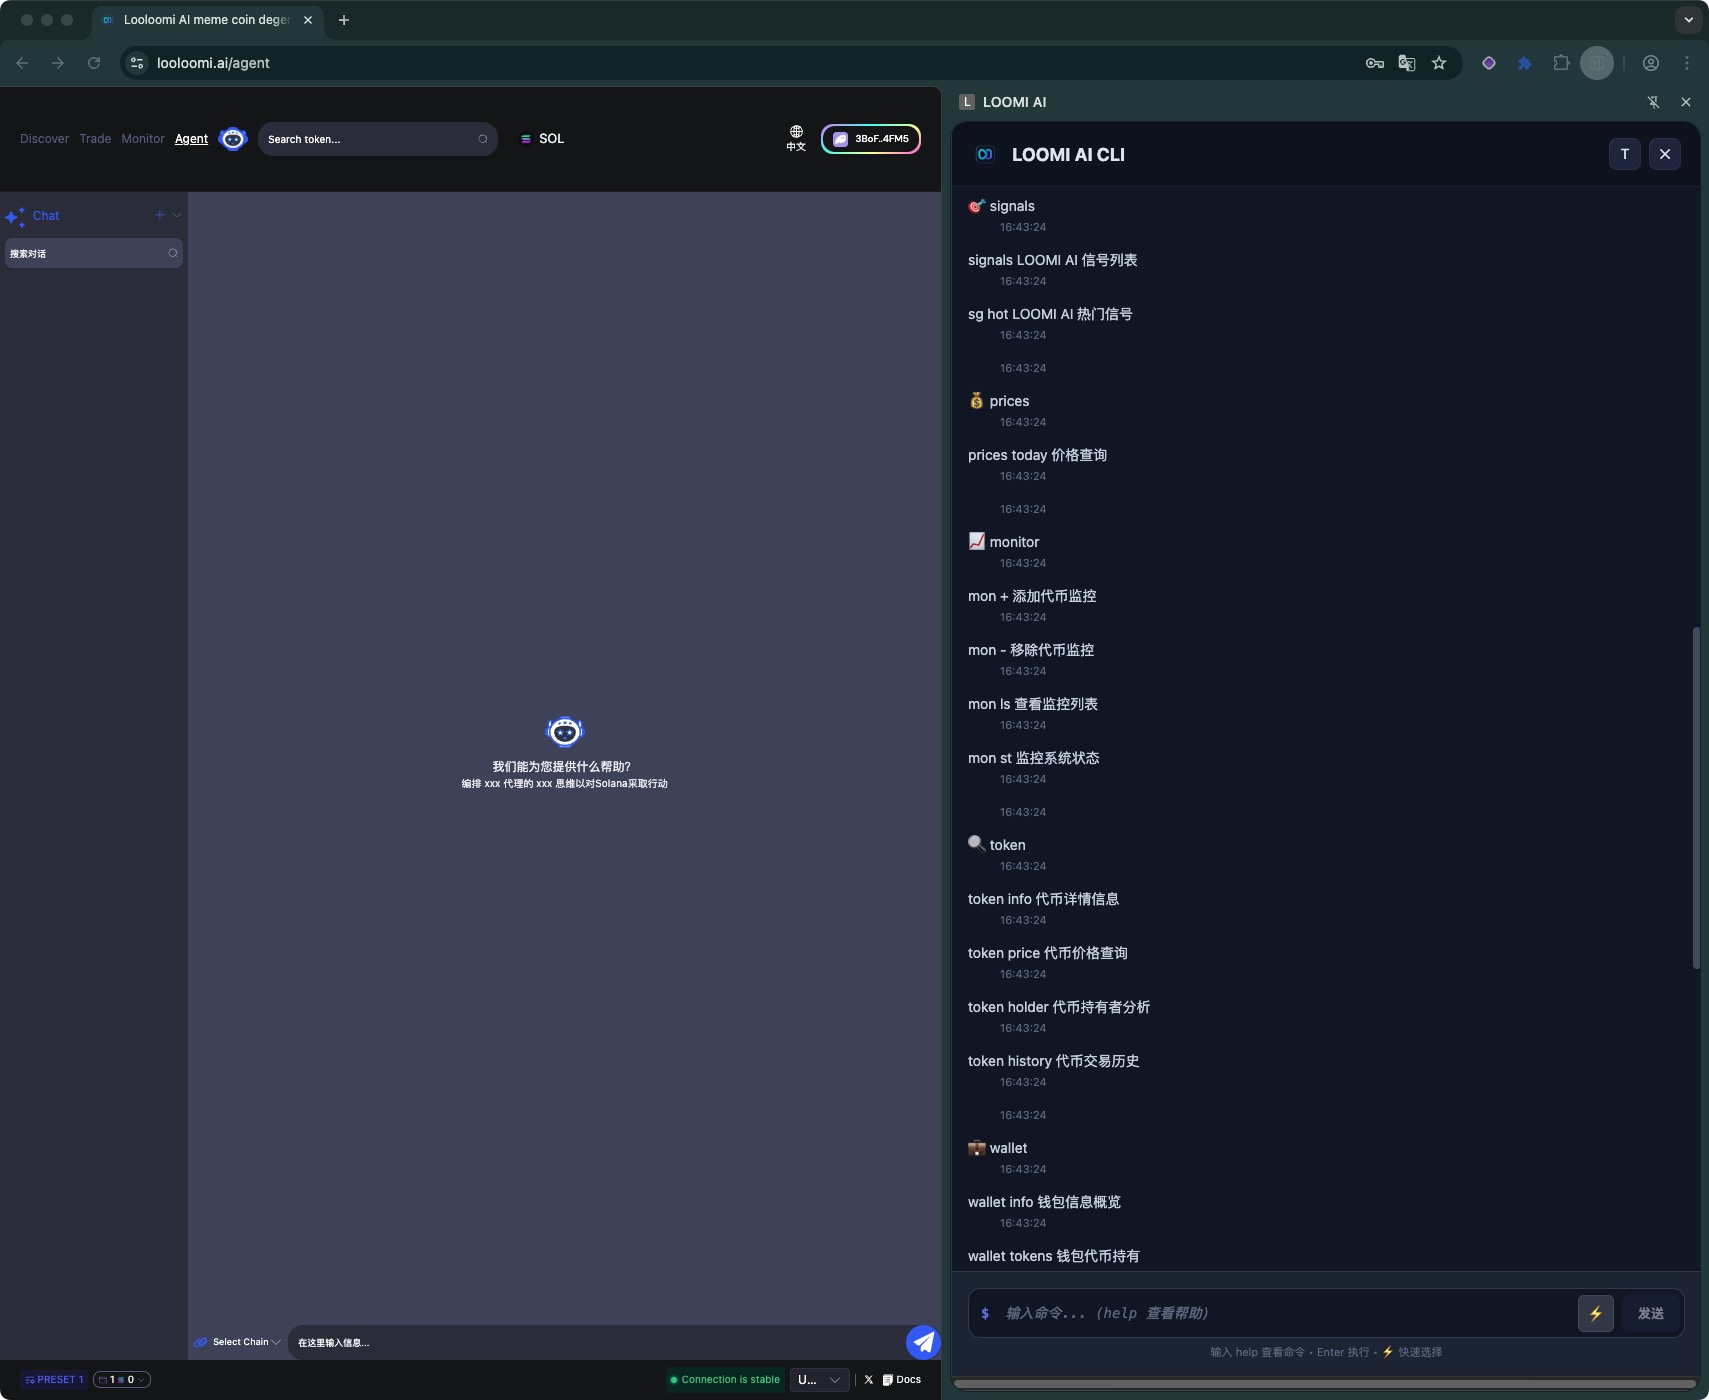 Looloomi AI meme coin dege
looloomi.ai/agent
Discover Trade Monitor Agent
Search token...
SOL
中文
3BoF..4FM5
Chat
搜索对话
我们能为您提供什么帮助?
编排 xxx 代理的 xxx 思维以对Solana采取行动
Select Chain
在这里输入信息...
PRESET 1
1 0
Connection is stable
U...
Docs
L LOOMI AI
LOOMI AI CLI
T
signals
16:43:24
signals LOOMI AI 信号列表
16:43:24
sg hot LOOMI AI 热门信号
16:43:24
16:43:24
prices
16:43:24
prices today 价格查询
16:43:24
16:43:24
monitor
16:43:24
mon + 添加代币监控
16:43:24
mon - 移除代币监控
16:43:24
mon ls 查看监控列表
16:43:24
mon st 监控系统状态
16:43:24
16:43:24
token
16:43:24
token info 代币详情信息
16:43:24
token price 代币价格查询
16:43:24
token holder 代币持有者分析
16:43:24
token history 代币交易历史
16:43:24
16:43:24
wallet
16:43:24
wallet info 钱包信息概览
16:43:24
wallet tokens 钱包代币持有
$ 输入命令... (help 查看帮助)
发送
输入 help 查看命令 • Enter 执行 • ⚡ 快速选择